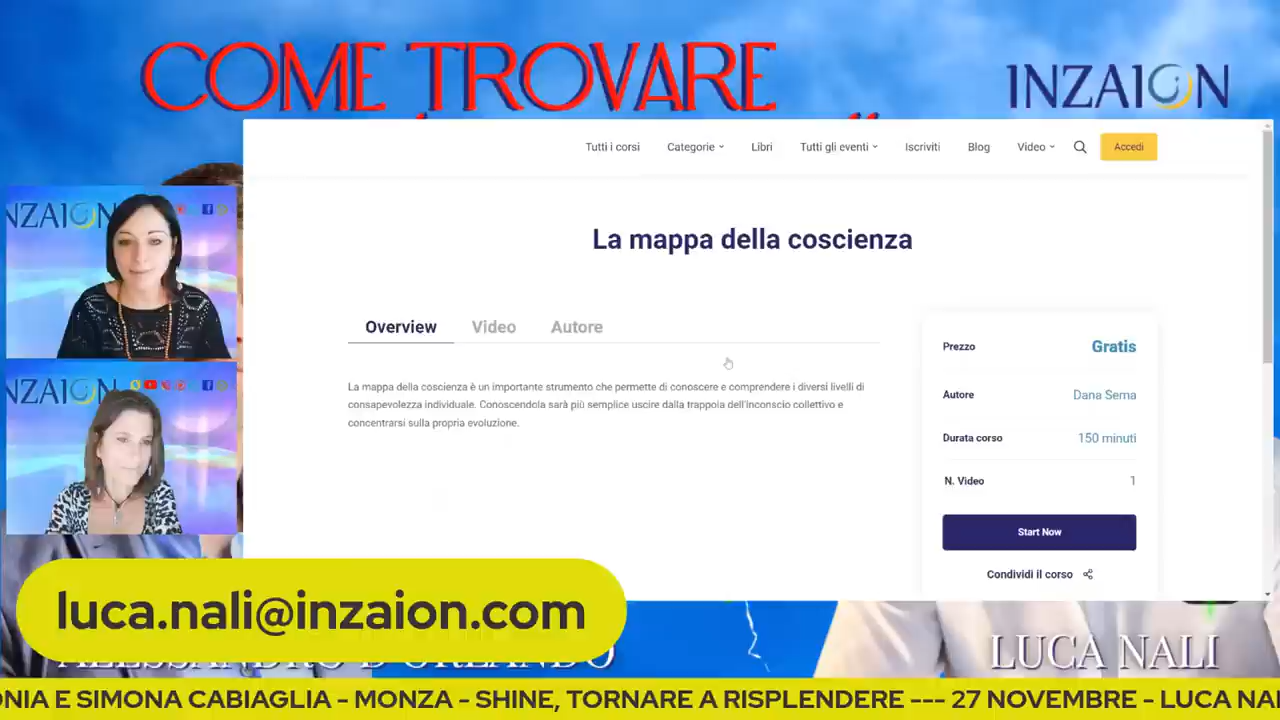 COME TROVARE
INZAION
Tutti i corsi Categorie Libri Tutti gli eventi Iscriviti Blog Video Accedi
La mappa della coscienza
Overview Video Autore
La mappa della coscienza è un importante strumento che permette di conoscere e comprendere i diversi livelli di
consapevolezza individuale. Conoscendola sarà più semplice uscire dalla trappola dell'inconscio collettivo e
concentrarsi sulla propria evoluzione.
Prezzo Gratis
Autore Dana Sema
Durata corso 150 minuti
N. Video 1
Start Now
Condividi il corso
NZAION
NZAION
luca.nali@inzaion.com
LUCA NALI
ONIA E SIMONA CABIAGLIA - MONZA - SHINE, TORNARE A RISPLENDERE --- 27 NOVEMBRE - LUCA NAL